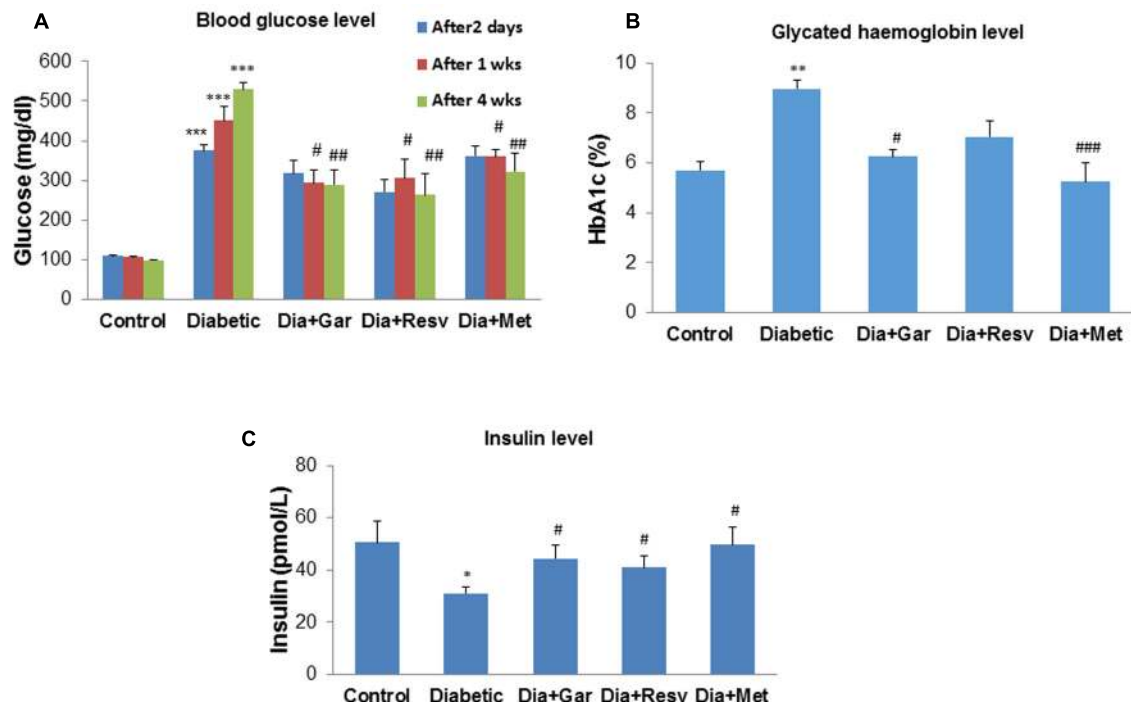 A
Blood glucose level
After2 days
After 1 wks
After 4 wks
Glucose (mg/dl)
600
500
400
300
200
100
0
***
***
***
#
##
#
##
#
##
Control
Diabetic
Dia+Gar
Dia+Resv
Dia+Met
B
Glycated haemoglobin level
HbA1c (%)
10
8
6
4
2
0
**
#
###
Control
Diabetic
Dia+Gar
Dia+Resv
Dia+Met
C
Insulin level
Insulin (pmol/L)
80
60
40
20
0
*
#
#
#
Control
Diabetic
Dia+Gar
Dia+Resv
Dia+Met